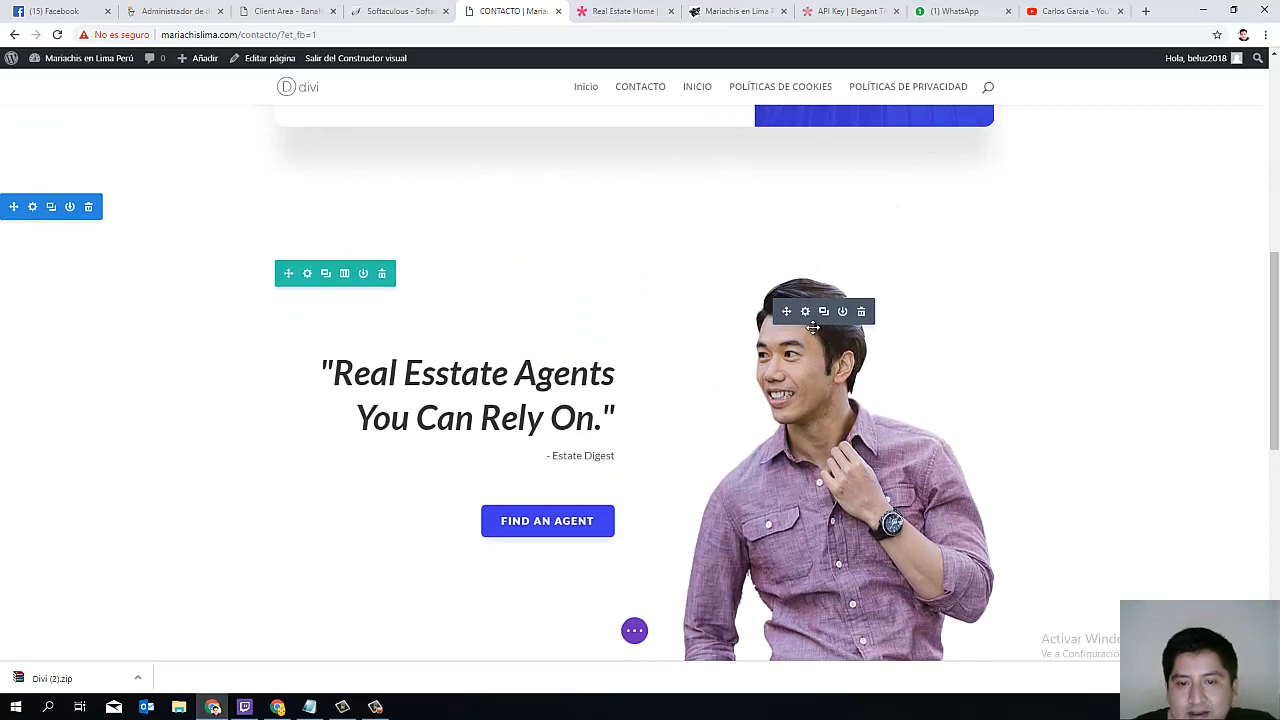 (5) Facebook
Administrador de d
Client Area - Banah
Softaculous - Softa
CONTACTO | Maria
Real Estate Home |
Mariachis en Lima P
API Key | Elegant T
(1) WhatsApp
Carlos Garcia - You
No es seguro
mariachislima.com/contacto/?et_fb=1
Mariachis en Lima Perú
0
Añadir
Editar página
Salir del Constructor visual
Hola, beluz2018
D divi
Inicio
CONTACTO
INICIO
POLÍTICAS DE COOKIES
POLÍTICAS DE PRIVACIDAD
"Real Esstate Agents
You Can Rely On."
- Estate Digest
FIND AN AGENT
Activar Windo
Ve a Configuració
Divi (2).zip